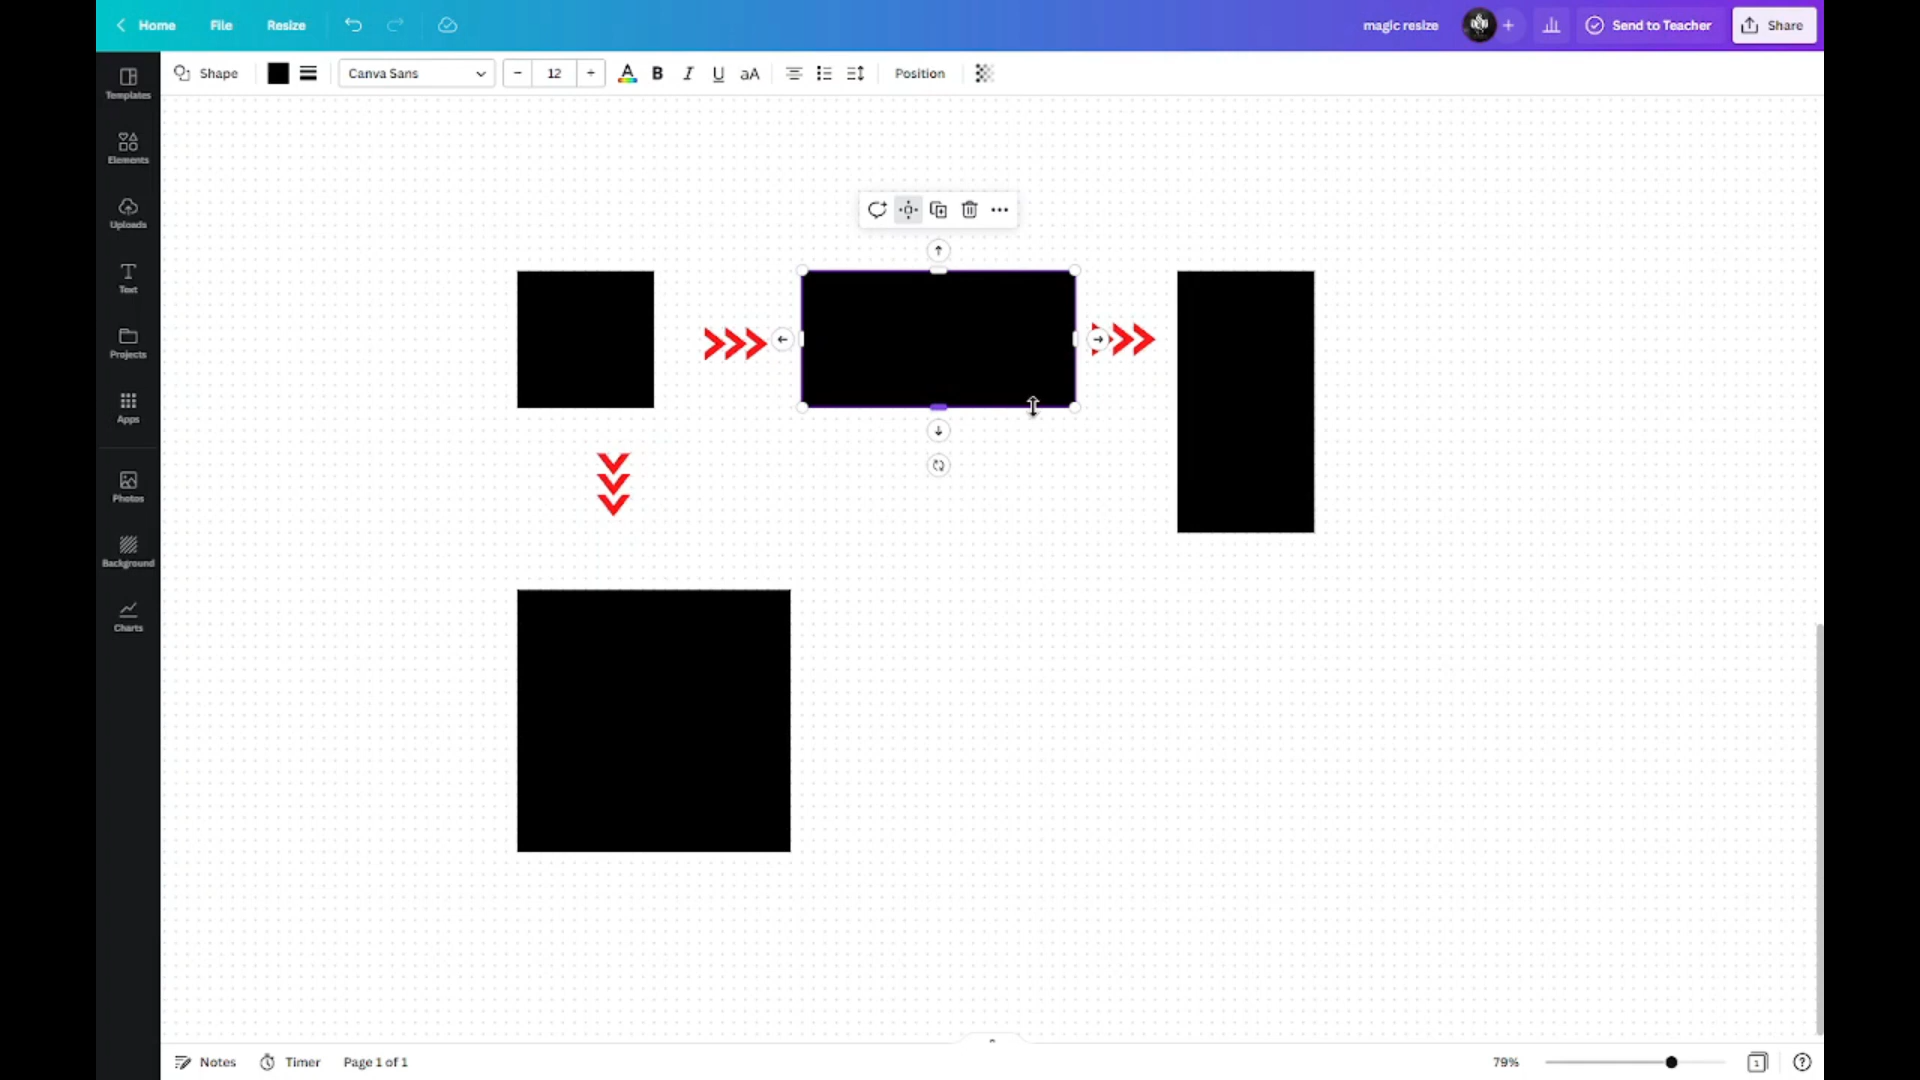 Home File Resize magic resize Send to Teacher Share
Shape Canva Sans 12 A B I U aA Position
Templates
Elements
Uploads
Text
Projects
Apps
Photos
Background
Charts
Notes Timer Page 1 of 1 79% 1